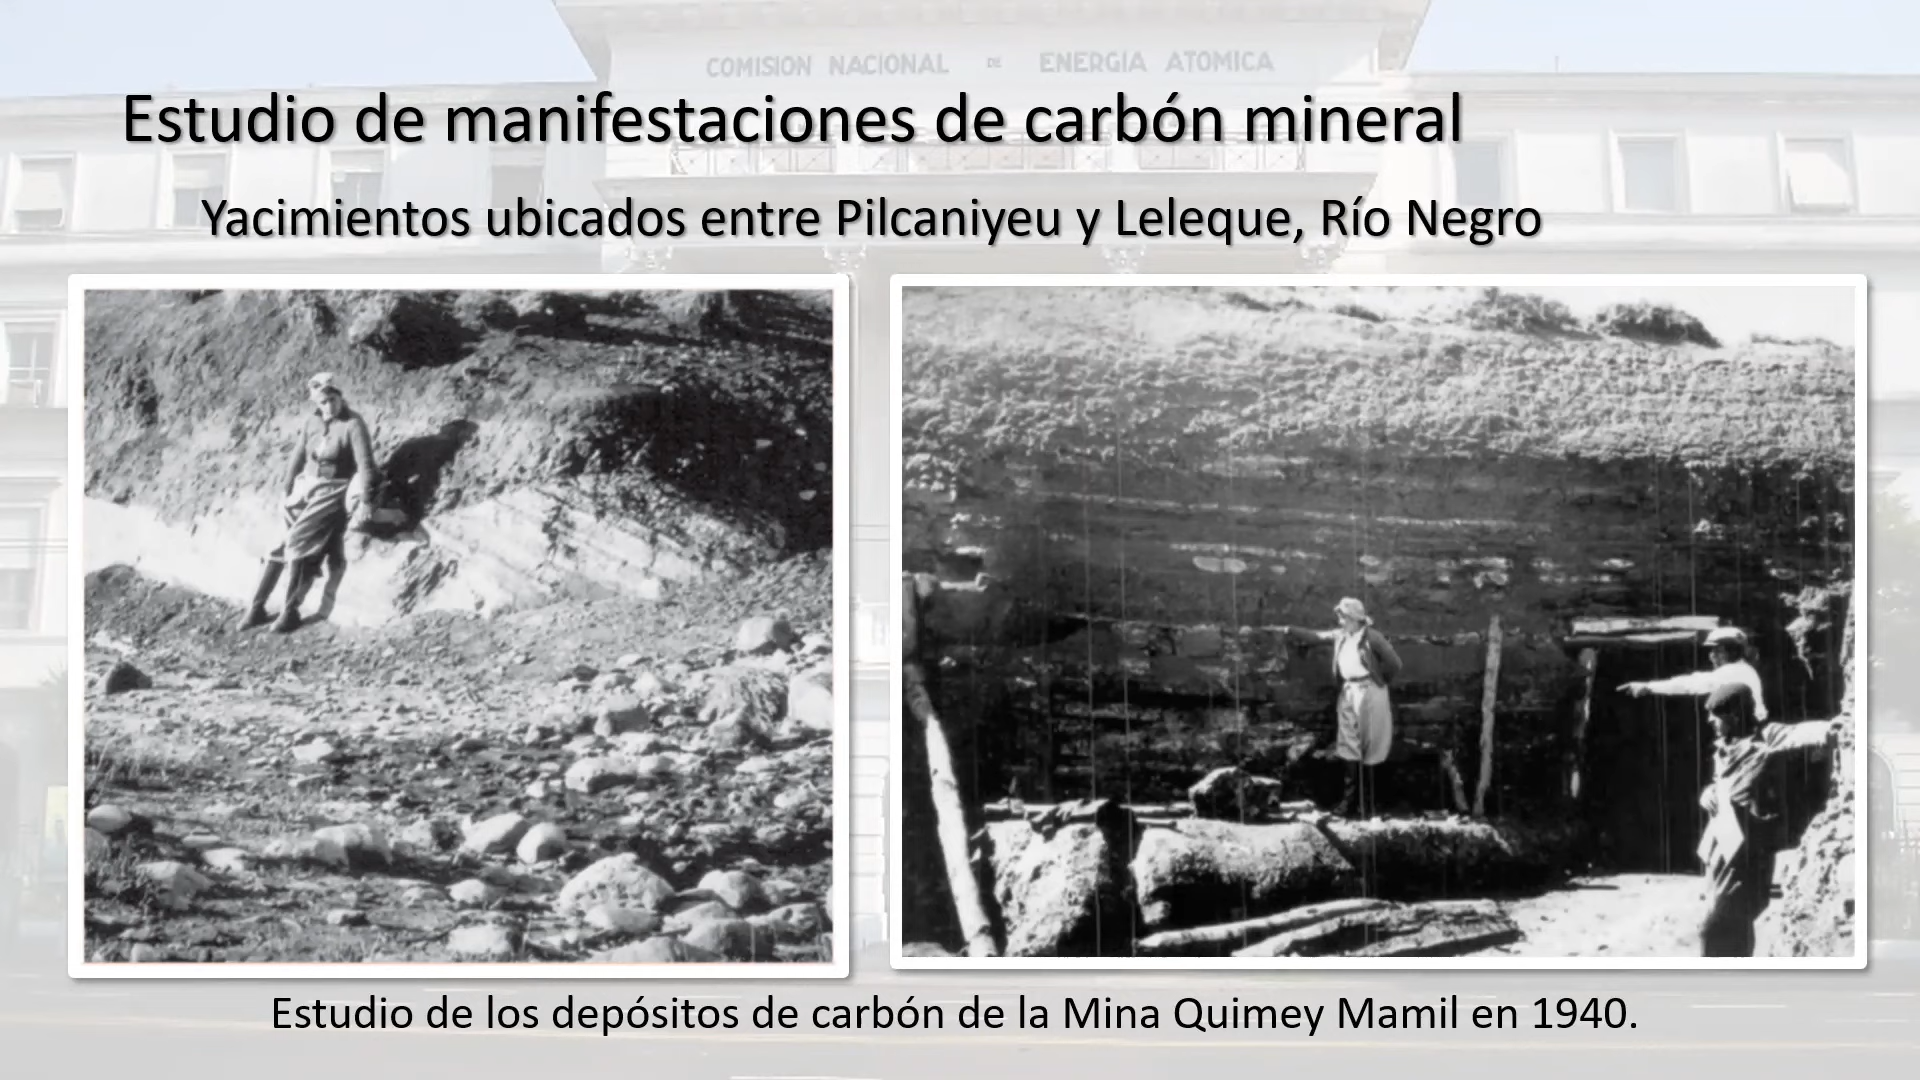 COMISION NACIONAL DE ENERGIA ATOMICA
Estudio de manifestaciones de carbón mineral
Yacimientos ubicados entre Pilcaniyeu y Leleque, Río Negro
Estudio de los depósitos de carbón de la Mina Quimey Mamil en 1940.